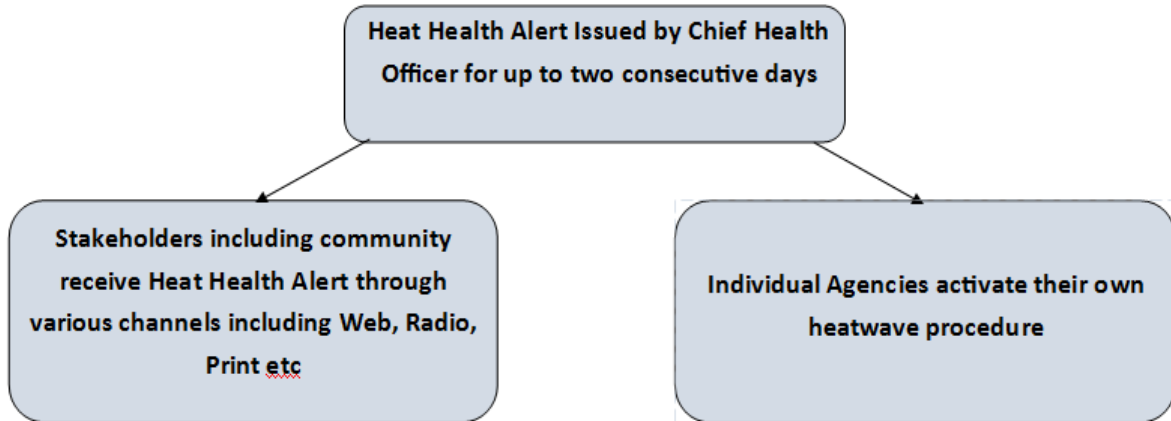 Heat Health Alert Issued by Chief Health
Officer for up to two consecutive days
Stakeholders including community
receive Heat Health Alert through
various channels including Web, Radio,
Print etc
Individual Agencies activate their own
heatwave procedure